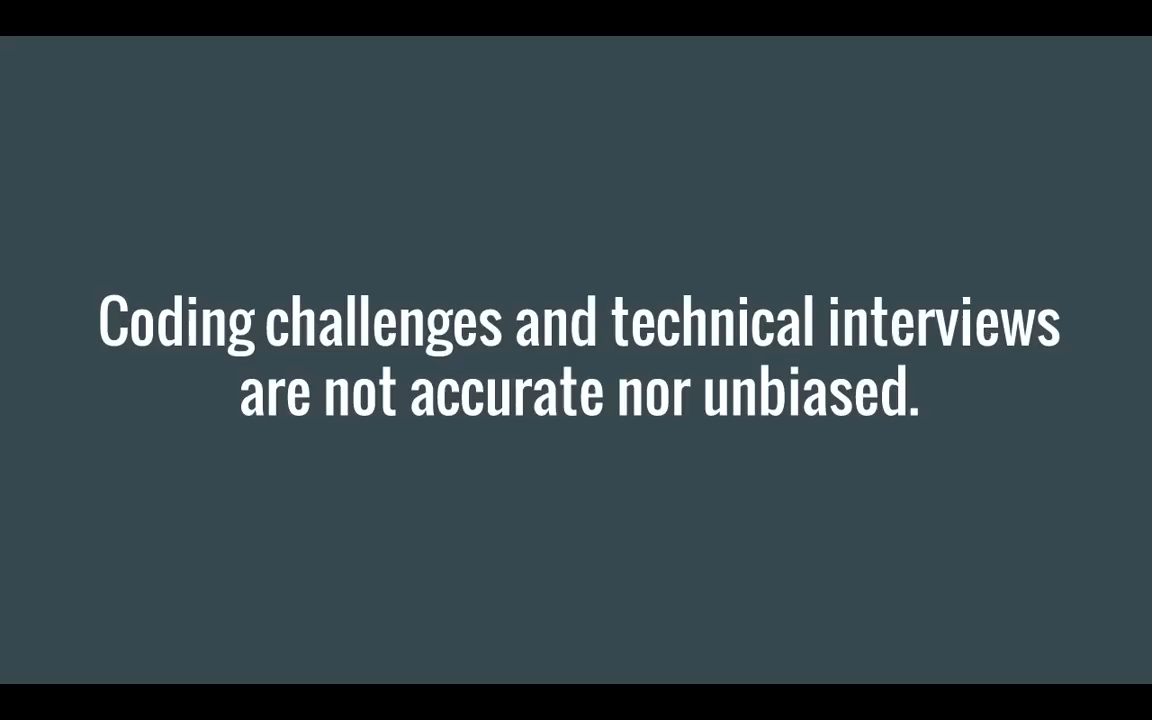 Coding challenges and technical interviews
are not accurate nor unbiased.